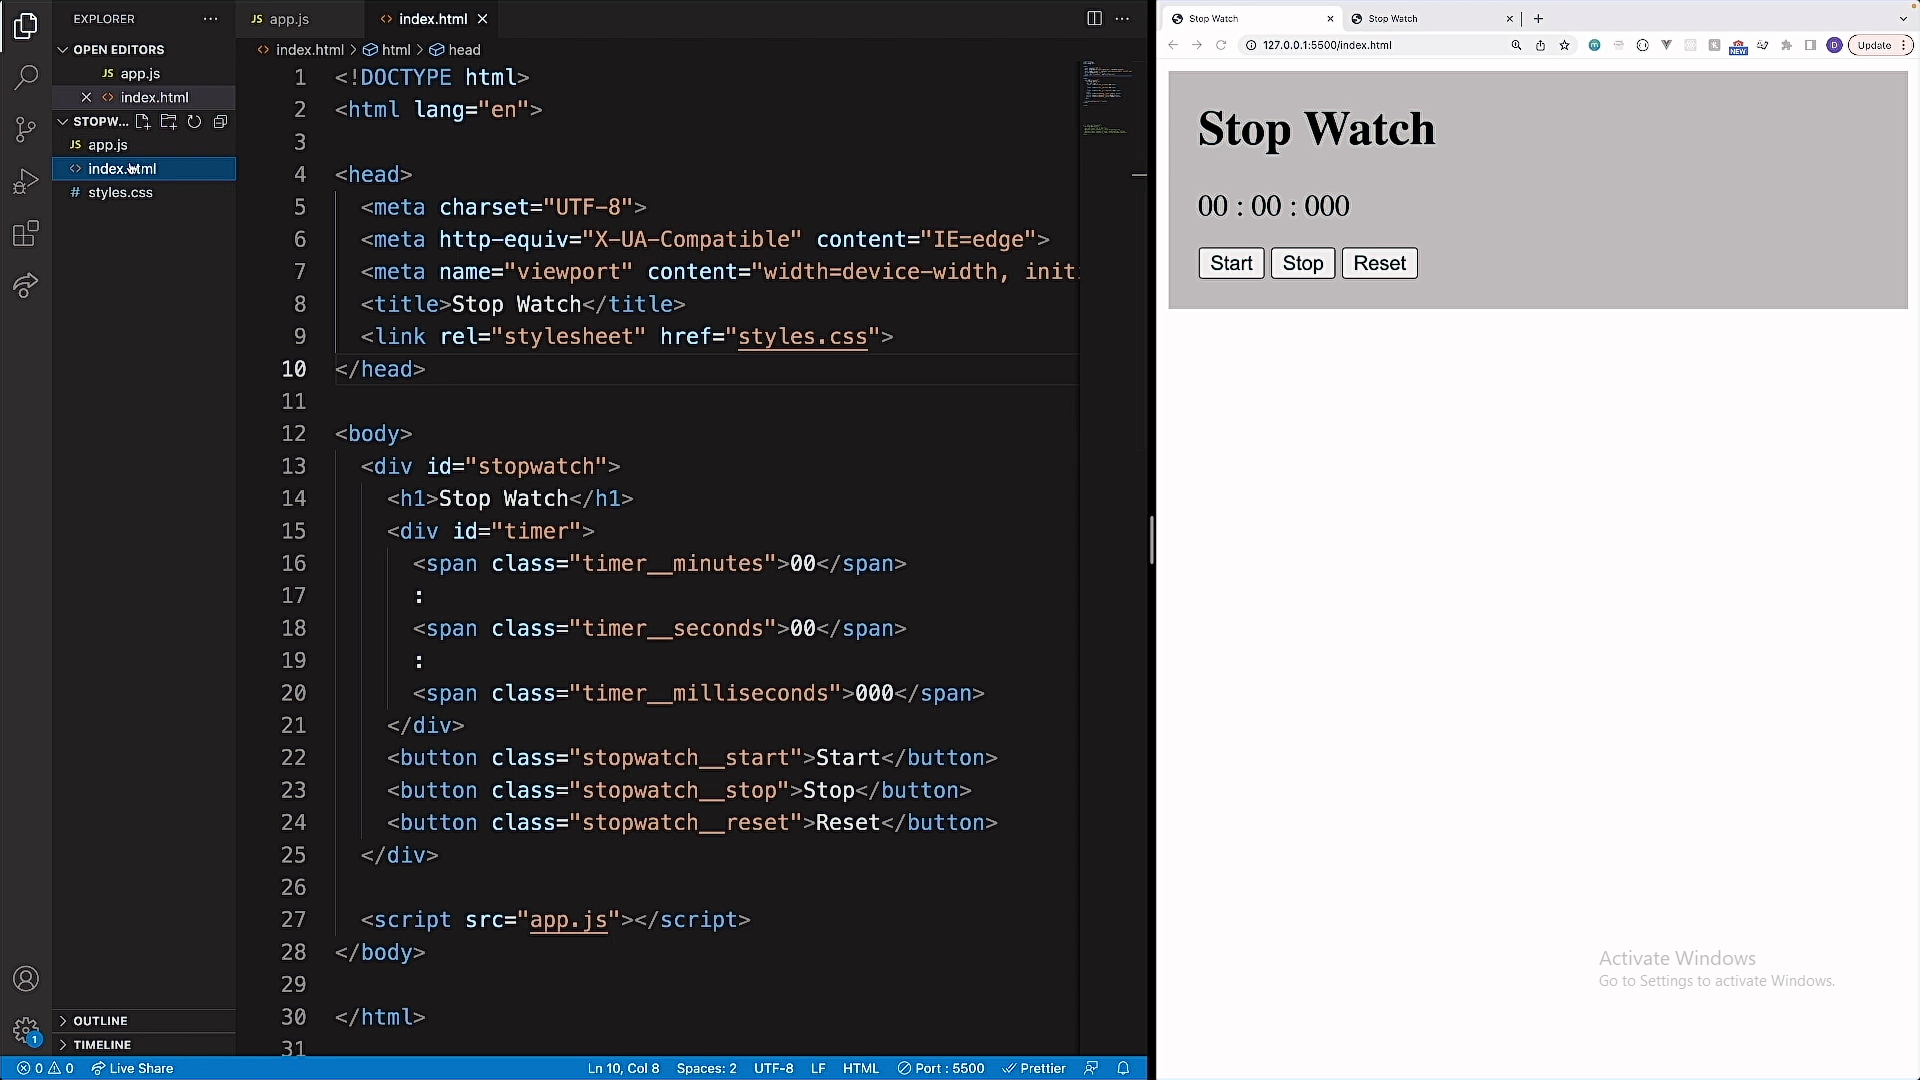 EXPLORER
OPEN EDITORS
JS app.js
index.html
STOPW...
JS app.js
index.html
# styles.css
OUTLINE
TIMELINE
JS app.js
index.html
index.html > html > head
1 <!DOCTYPE html>
2 <html lang="en">
3
4 <head>
5 <meta charset="UTF-8">
6 <meta http-equiv="X-UA-Compatible" content="IE=edge">
7 <meta name="viewport" content="width=device-width, initi
8 <title>Stop Watch</title>
9 <link rel="stylesheet" href="styles.css">
10 </head>
11
12 <body>
13 <div id="stopwatch">
14 <h1>Stop Watch</h1>
15 <div id="timer">
16 <span class="timer__minutes">00</span>
17 :
18 <span class="timer__seconds">00</span>
19 :
20 <span class="timer__milliseconds">000</span>
21 </div>
22 <button class="stopwatch__start">Start</button>
23 <button class="stopwatch__stop">Stop</button>
24 <button class="stopwatch__reset">Reset</button>
25 </div>
26
27 <script src="app.js"></script>
28 </body>
29
30 </html>
31
1
0 0 Live Share Ln 10, Col 8 Spaces: 2 UTF-8 LF HTML Port : 5500 Prettier
Stop Watch Stop Watch
127.0.0.1:5500/index.html NEW D Update
Stop Watch
00 : 00 : 000
Start Stop Reset
Activate Windows
Go to Settings to activate Windows.